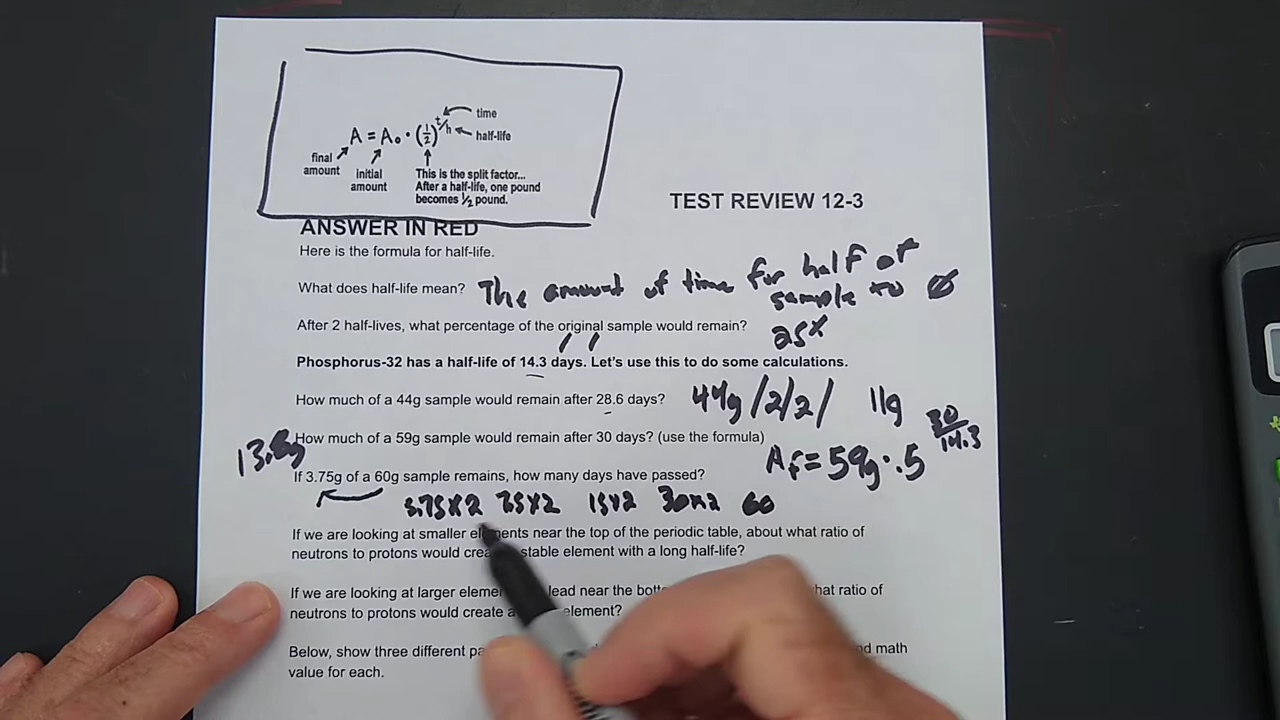 time
A = A₀ · (1/2)^t/h
half-life
final amount
initial amount
This is the split factor...
After a half-life, one pound
becomes 1/2 pound.
TEST REVIEW 12-3
ANSWER IN RED
Here is the formula for half-life.
What does half-life mean? The amount of time for half of
sample to
After 2 half-lives, what percentage of the original sample would remain? 25%
Phosphorus-32 has a half-life of 14.3 days. Let's use this to do some calculations.
How much of a 44g sample would remain after 28.6 days? 44g /2/2/ 11g
How much of a 59g sample would remain after 30 days? (use the formula)
13.8g
Af = 59g · .5 30/14.3
If 3.75g of a 60g sample remains, how many days have passed?
3.75x2 7.5x2 15x2 30x2 60
If we are looking at smaller elements near the top of the periodic table, about what ratio of
neutrons to protons would stable element with a long half-life?
If we are looking at larger lead near the what ratio of
neutrons to protons would create element?
Below, show three different math
value for each.